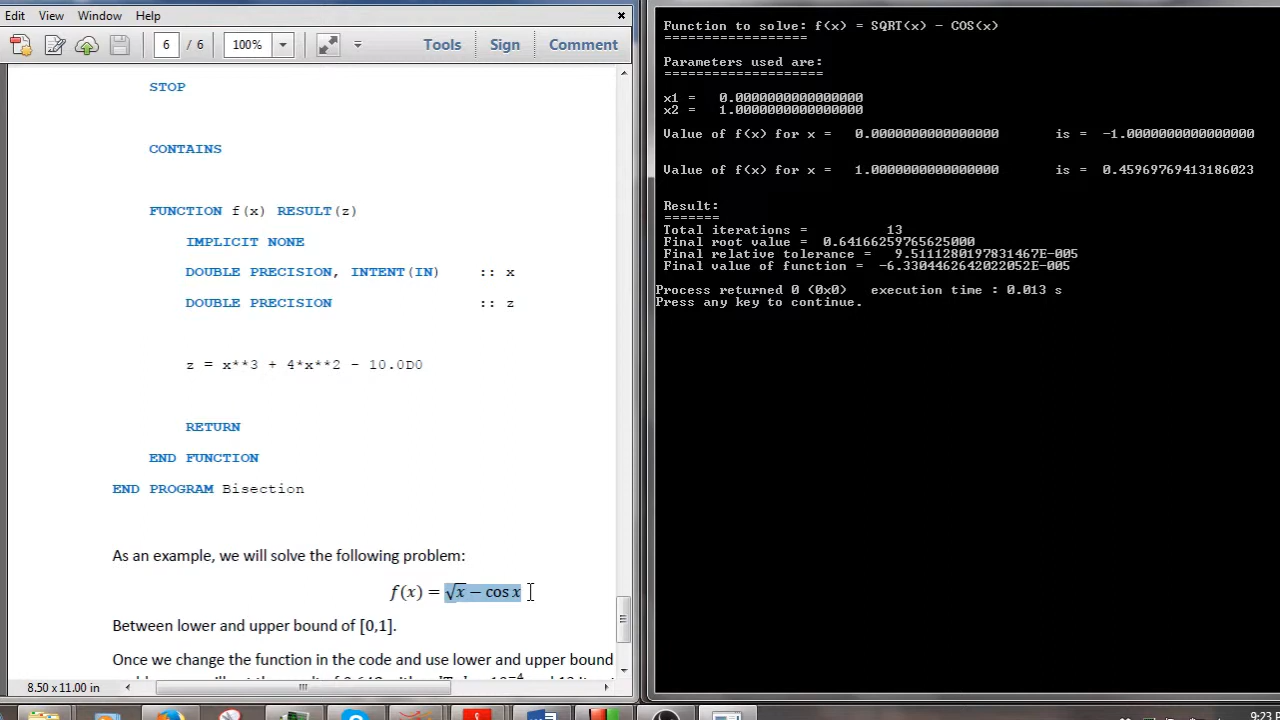 Edit View Window Help
6 / 6 100% Tools Sign Comment
STOP
CONTAINS
FUNCTION f(x) RESULT(z)
IMPLICIT NONE
DOUBLE PRECISION, INTENT(IN) :: x
DOUBLE PRECISION :: z
z = x**3 + 4*x**2 - 10.0D0
RETURN
END FUNCTION
END PROGRAM Bisection
As an example, we will solve the following problem:
f(x) = √x − cos x
Between lower and upper bound of [0,1].
Once we change the function in the code and use lower and upper bound
8.50 x 11.00 in
Function to solve: f(x) = SQRT(x) - COS(x)
==================
Parameters used are:
====================
x1 = 0.0000000000000000
x2 = 1.0000000000000000
Value of f(x) for x = 0.0000000000000000 is = -1.0000000000000000
Value of f(x) for x = 1.0000000000000000 is = 0.45969769413186023
Result:
=======
Total iterations = 13
Final root value = 0.64166259765625000
Final relative tolerance = 9.5111280197831467E-005
Final value of function = -6.3304462642022052E-005
Process returned 0 (0x0) execution time : 0.013 s
Press any key to continue.
9:23 P